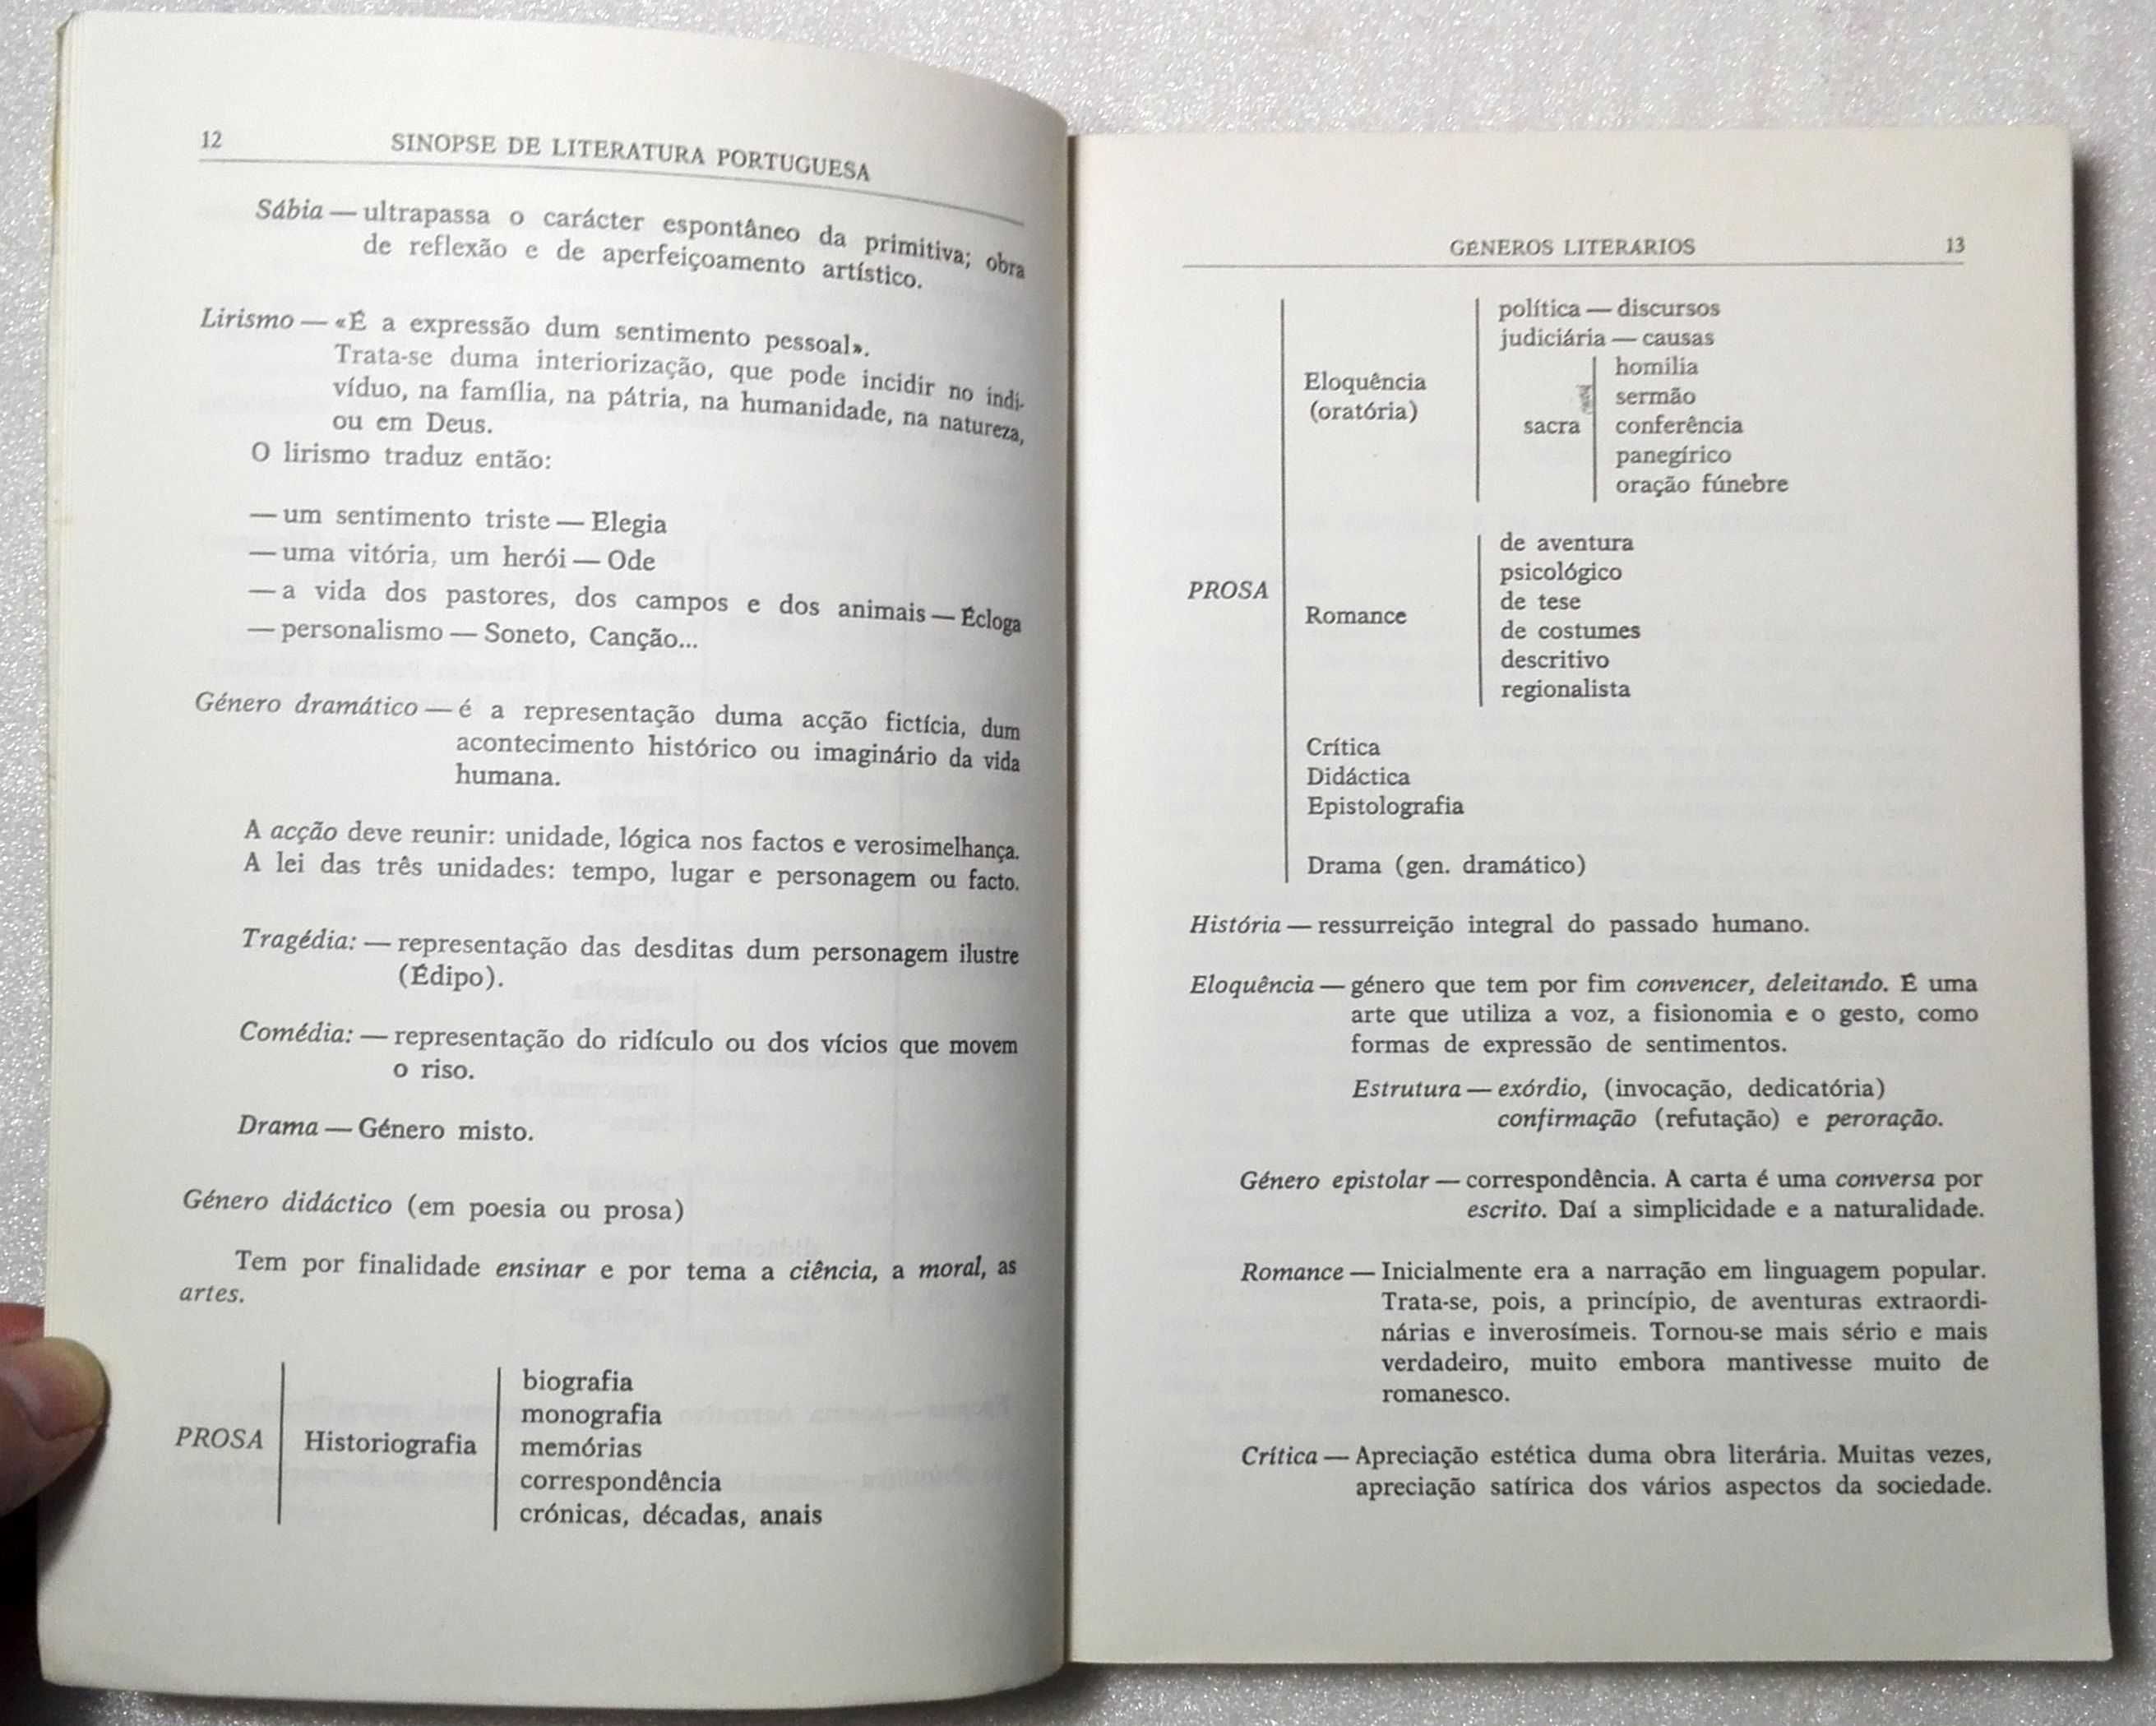 12
SINOPSE DE LITERATURA PORTUGUESA
Sábia — ultrapassa o carácter espontâneo da primitiva; obra
de reflexão e de aperfeiçoamento artístico.
Lirismo — «É a expressão dum sentimento pessoal».
Trata-se duma interiorização, que pode incidir no indi-
víduo, na família, na pátria, na humanidade, na natureza,
ou em Deus.
O lirismo traduz então:
— um sentimento triste — Elegia
— uma vitória, um herói — Ode
— a vida dos pastores, dos campos e dos animais — Écloga
— personalismo — Soneto, Canção...
Género dramático — é a representação duma acção fictícia, dum
acontecimento histórico ou imaginário da vida
humana.
A acção deve reunir: unidade, lógica nos factos e verosimelhança.
A lei das três unidades: tempo, lugar e personagem ou facto.
Tragédia: — representação das desditas dum personagem ilustre
(Édipo).
Comédia: — representação do ridículo ou dos vícios que movem
o riso.
Drama — Género misto.
Género didáctico (em poesia ou prosa)
Tem por finalidade ensinar e por tema a ciência, a moral, as
artes.
PROSA
Historiografia
biografia
monografia
memórias
correspondência
crónicas, décadas, anais
GÉNEROS LITERÁRIOS
13
PROSA
Eloquência
(oratória)
política — discursos
judiciária — causas
sacra
homilia
sermão
conferência
panegírico
oração fúnebre
Romance
de aventura
psicológico
de tese
de costumes
descritivo
regionalista
Crítica
Didáctica
Epistolografia
Drama (gen. dramático)
História — ressurreição integral do passado humano.
Eloquência — género que tem por fim convencer, deleitando. É uma
arte que utiliza a voz, a fisionomia e o gesto, como
formas de expressão de sentimentos.
Estrutura — exórdio, (invocação, dedicatória)
confirmação (refutação) e peroração.
Género epistolar — correspondência. A carta é uma conversa por
escrito. Daí a simplicidade e a naturalidade.
Romance — Inicialmente era a narração em linguagem popular.
Trata-se, pois, a princípio, de aventuras extraordi-
nárias e inverosímeis. Tornou-se mais sério e mais
verdadeiro, muito embora mantivesse muito de
romanesco.
Crítica — Apreciação estética duma obra literária. Muitas vezes,
apreciação satírica dos vários aspectos da sociedade.